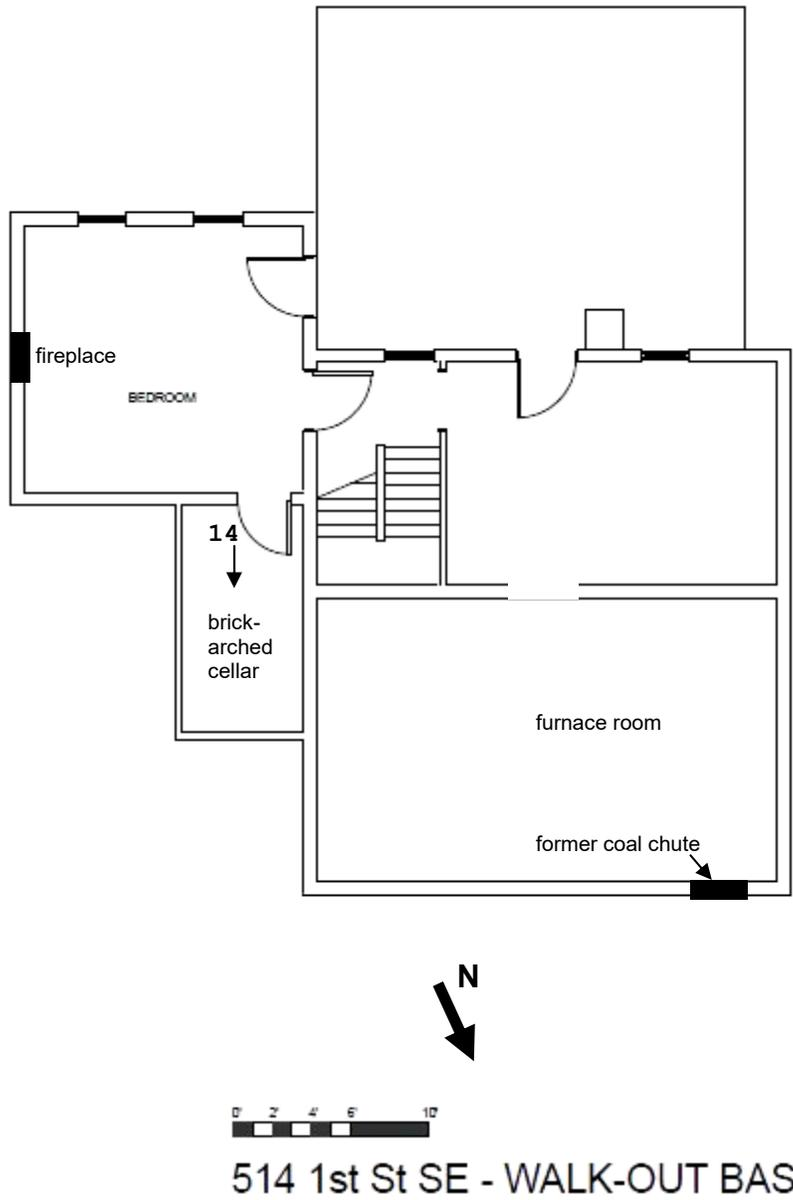 fireplace
BEDROOM
14
brick-
arched
cellar
furnace room
former coal chute
N
0' 2' 4' 6' 10'
514 1st St SE - WALK-OUT BAS